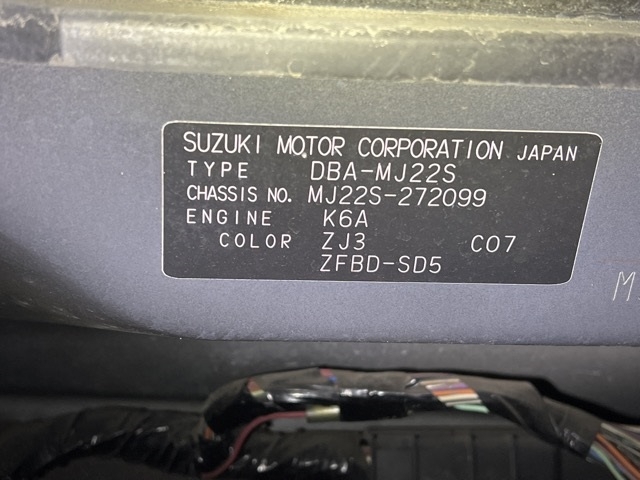 SUZUKI MOTOR CORPORATION JAPAN
TYPE DBA-MJ22S
CHASSIS NO. MJ22S-272099
ENGINE K6A
COLOR ZJ3 C07
ZFBD-SD5
M